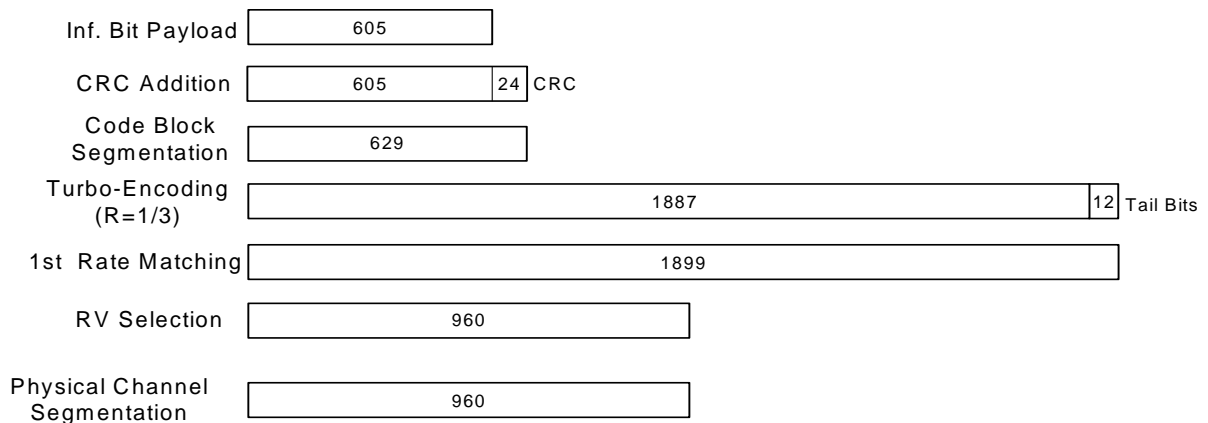 Inf. Bit Payload 605
CRC Addition 605 24 CRC
Code Block
Segmentation 629
Turbo-Encoding
(R=1/3) 1887 12 Tail Bits
1st Rate Matching 1899
RV Selection 960
Physical Channel
Segmentation 960